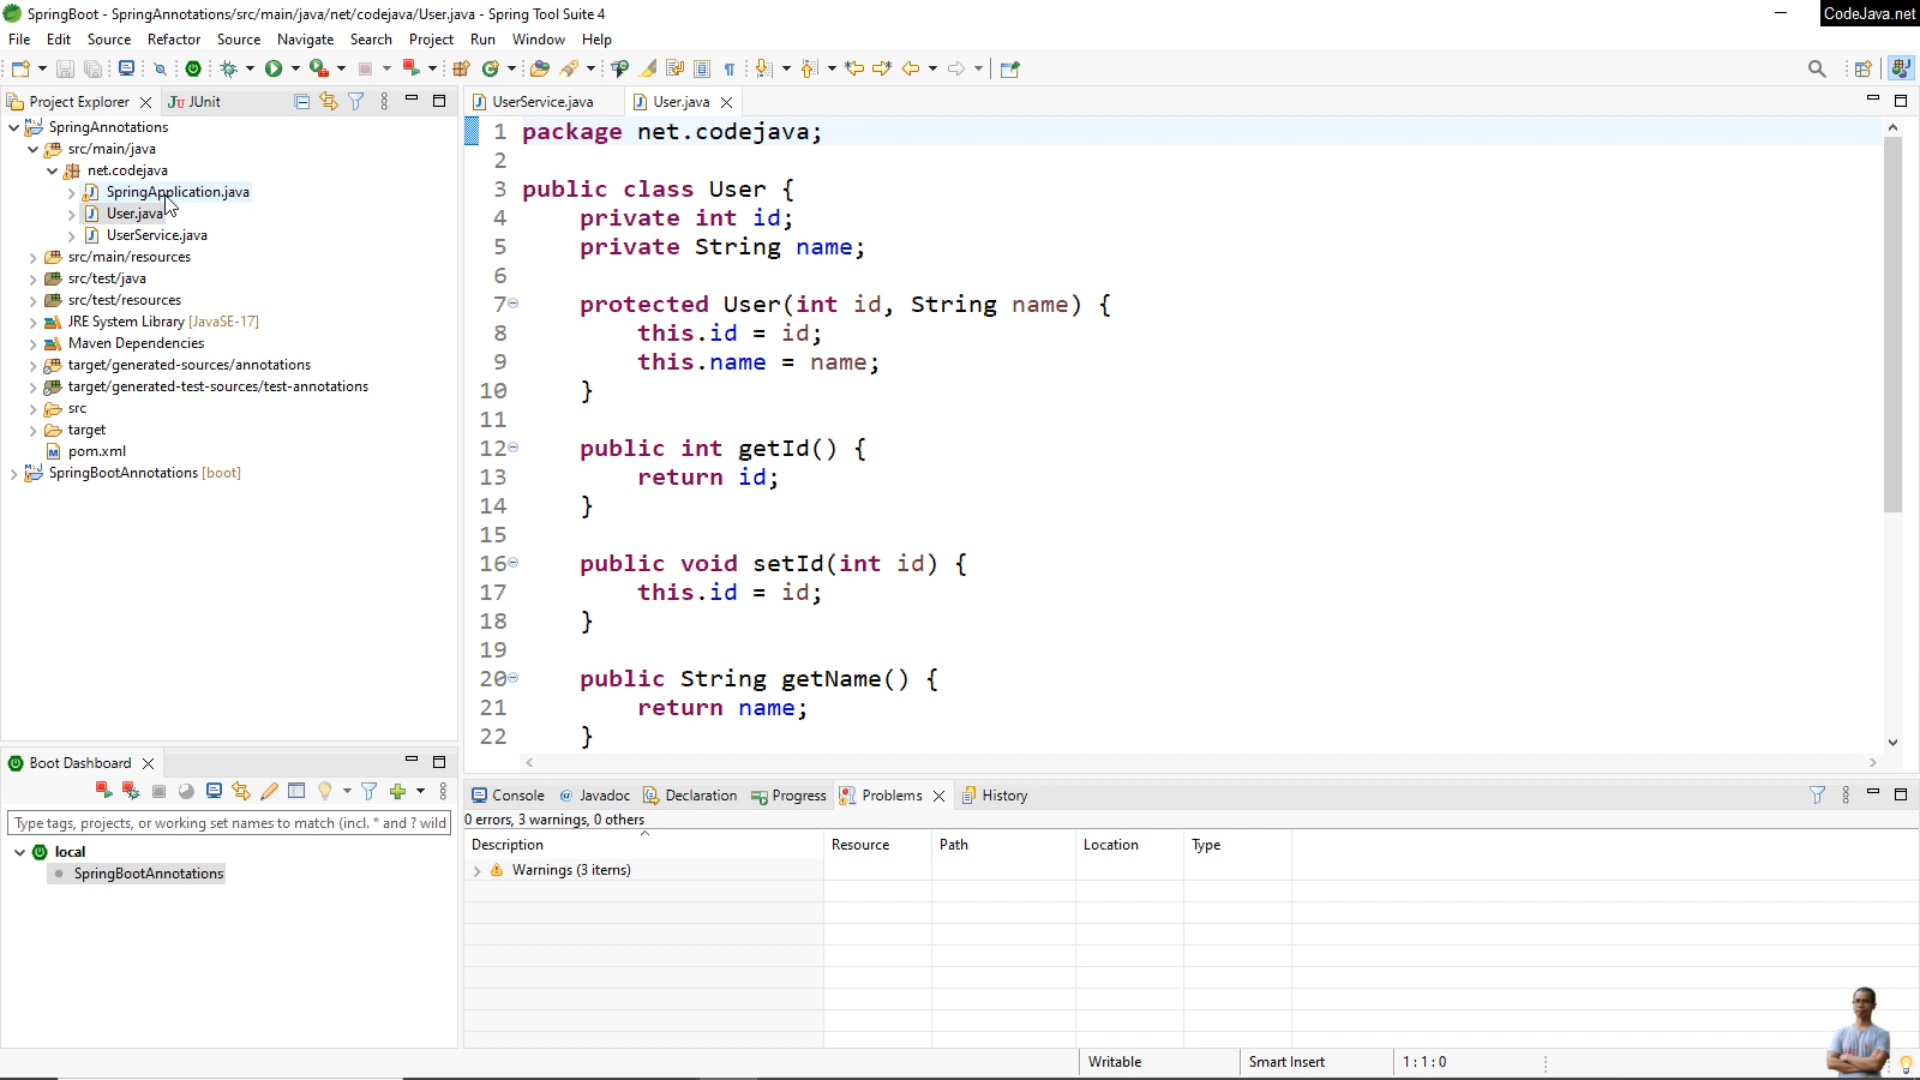 SpringBoot - SpringAnnotations/src/main/java/net/codejava/User.java - Spring Tool Suite 4
CodeJava.net
File Edit Source Refactor Source Navigate Search Project Run Window Help
Project Explorer
JUnit
SpringAnnotations
src/main/java
net.codejava
SpringApplication.java
User.java
UserService.java
src/main/resources
src/test/java
src/test/resources
JRE System Library [JavaSE-17]
Maven Dependencies
target/generated-sources/annotations
target/generated-test-sources/test-annotations
src
target
pom.xml
SpringBootAnnotations [boot]
UserService.java
User.java
1 package net.codejava;
2
3 public class User {
4 private int id;
5 private String name;
6
7 protected User(int id, String name) {
8 this.id = id;
9 this.name = name;
10 }
11
12 public int getId() {
13 return id;
14 }
15
16 public void setId(int id) {
17 this.id = id;
18 }
19
20 public String getName() {
21 return name;
22 }
Boot Dashboard
Type tags, projects, or working set names to match (incl. * and ? wild
local
SpringBootAnnotations
Console Javadoc Declaration Progress Problems History
0 errors, 3 warnings, 0 others
Description Resource Path Location Type
Warnings (3 items)
Writable Smart Insert 1 : 1 : 0